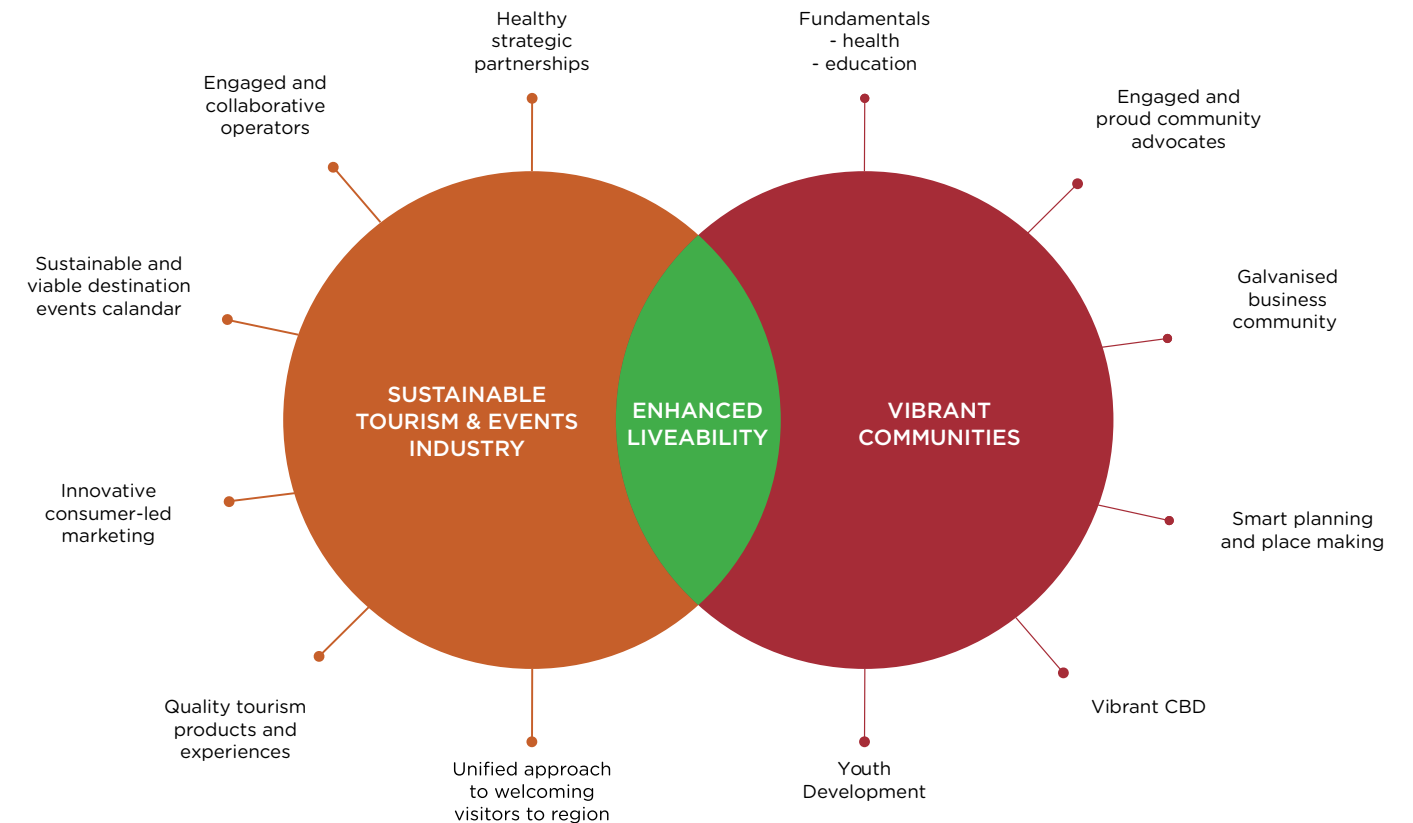 Healthy
strategic
partnerships
Fundamentals
- health
- education
Engaged and
collaborative
operators
Engaged and
proud community
advocates
Sustainable and
viable destination
events calandar
Galvanised
business
community
SUSTAINABLE
TOURISM & EVENTS
INDUSTRY
ENHANCED
LIVEABILITY
VIBRANT
COMMUNITIES
Innovative
consumer-led
marketing
Smart planning
and place making
Quality tourism
products and
experiences
Vibrant CBD
Unified approach
to welcoming
visitors to region
Youth
Development